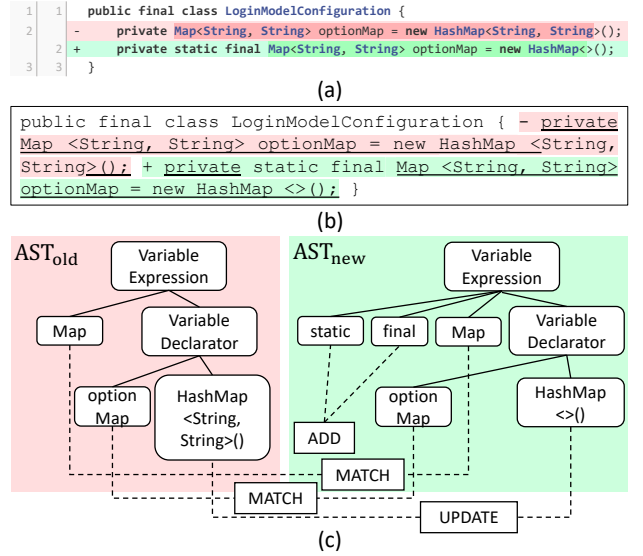 1 1 public final class LoginModelConfiguration {
2 - private Map<String, String> optionMap = new HashMap<String, String>();
2 + private static final Map<String, String> optionMap = new HashMap<>();
3 3 }
(a)
public final class LoginModelConfiguration { - private
Map <String, String> optionMap = new HashMap <String,
String>(); + private static final Map <String, String>
optionMap = new HashMap <>(); }
(b)
AST_old
AST_new
Variable
Expression
Variable
Expression
Map
Variable
Declarator
static
final
Map
Variable
Declarator
option
Map
HashMap
<String,
String>()
option
Map
HashMap
<>()
ADD
MATCH
MATCH
UPDATE
(c)